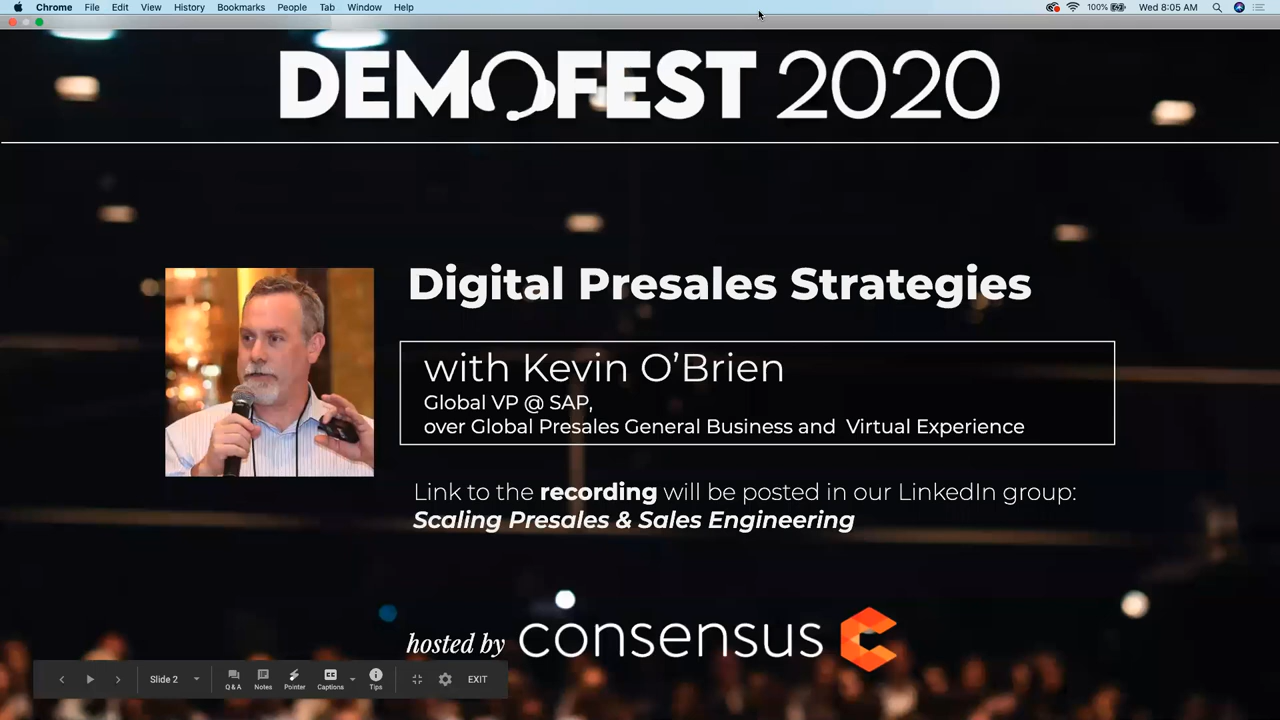 Chrome File Edit View History Bookmarks People Tab Window Help 100% Wed 8:05 AM
DEMOFEST 2020
Digital Presales Strategies
with Kevin O’Brien
Global VP @ SAP,
over Global Presales General Business and Virtual Experience
Link to the recording will be posted in our LinkedIn group:
Scaling Presales & Sales Engineering
hosted by consensus
Slide 2 Q&A Notes Pointer Captions Tips EXIT